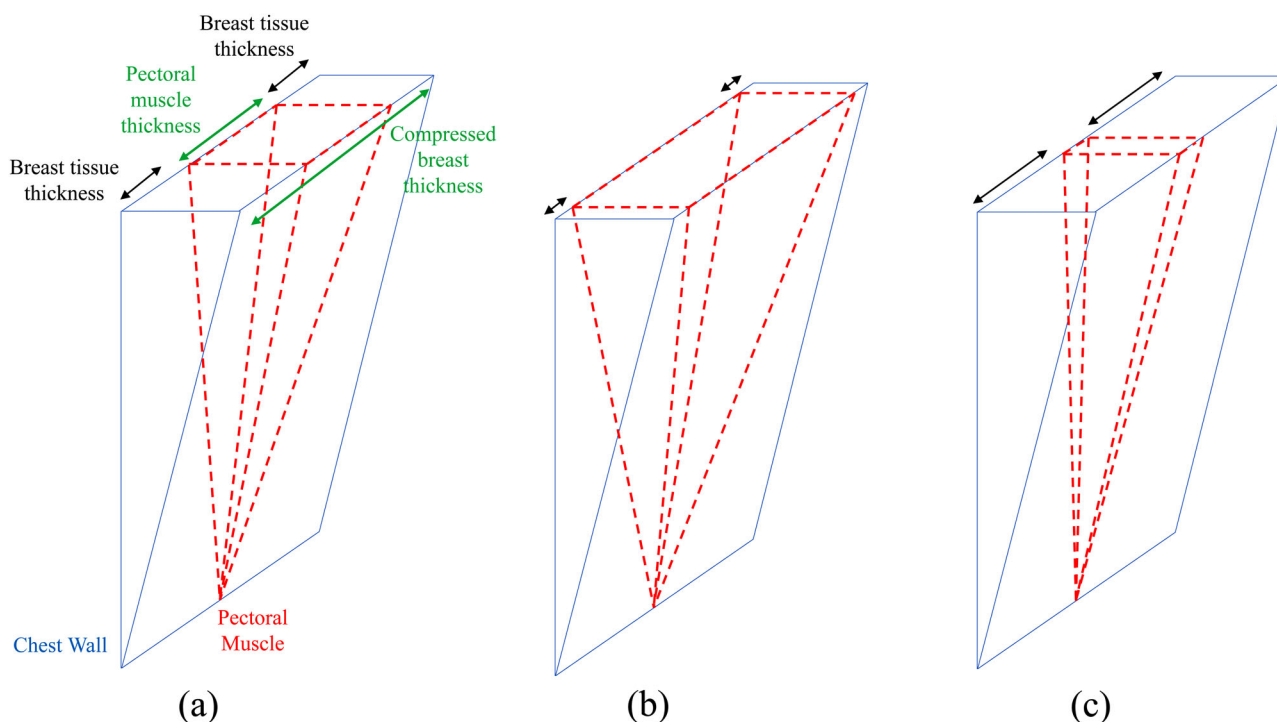 Breast tissue
thickness
Pectoral
muscle
thickness
Compressed
breast
thickness
Breast tissue
thickness
Pectoral
Muscle
Chest Wall
(a)
(b)
(c)